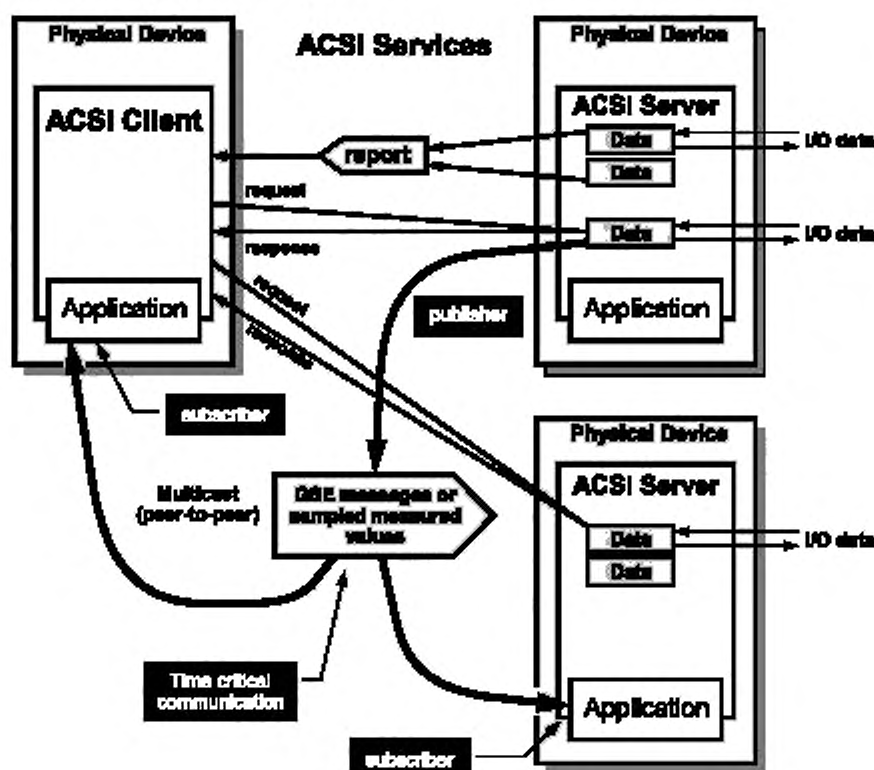 Physical Device
ACSI Services
Physical Device
ACSI Client
ACSI Server
Data
I/O data
report
Data
request
Data
I/O data
response
request
Application
publisher
Application
response
subscriber
Physical Device
Multicast
(peer-to-peer)
GSE messages or
sampled measured
values
ACSI Server
Data
I/O data
Data
Time critical
communication
Application
subscriber